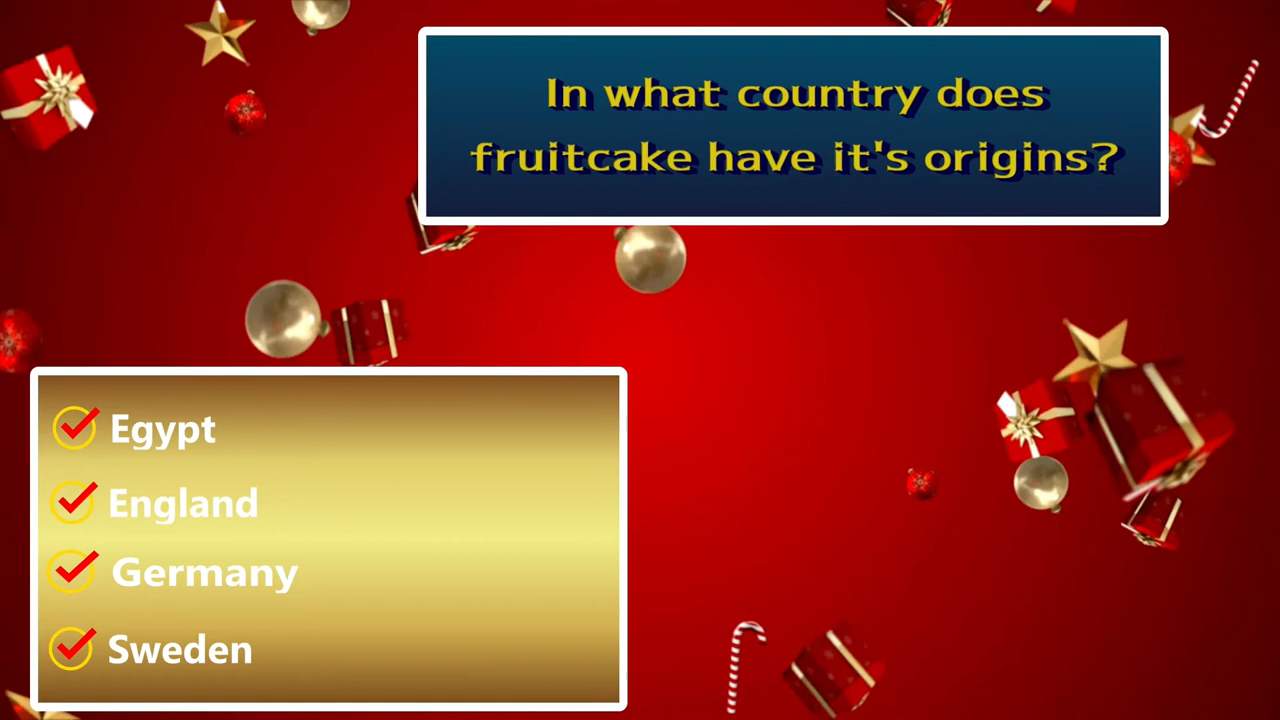 In what country does
fruitcake have it's origins?
Egypt
England
Germany
Sweden